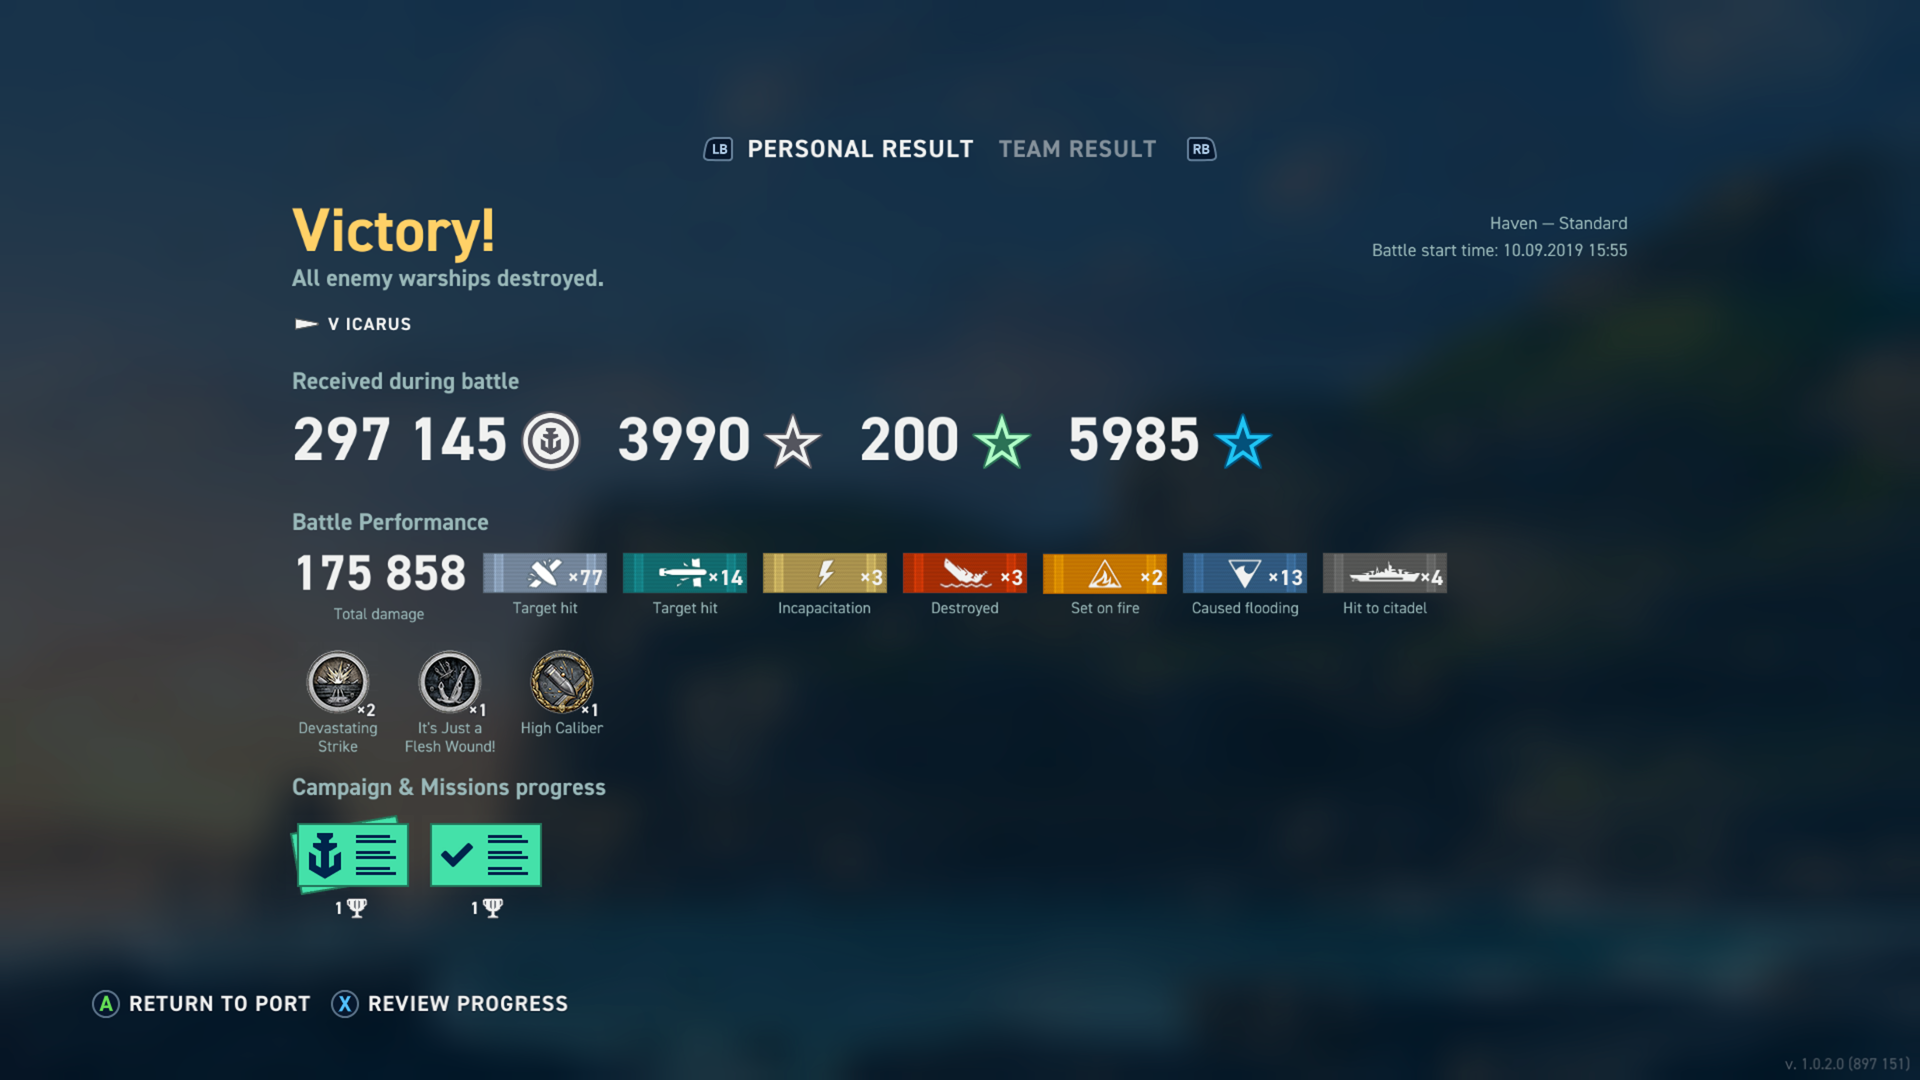 LB PERSONAL RESULT TEAM RESULT RB
Victory!
All enemy warships destroyed.
Haven — Standard
Battle start time: 10.09.2019 15:55
V ICARUS
Received during battle
297 145 3990 200 5985
Battle Performance
175 858 ×77 ×14 ×3 ×3 ×2 ×13 ×4
Total damage Target hit Target hit Incapacitation Destroyed Set on fire Caused flooding Hit to citadel
×2 ×1 ×1
Devastating Strike
It's Just a Flesh Wound!
High Caliber
Campaign & Missions progress
1 1
A RETURN TO PORT X REVIEW PROGRESS
v. 1.0.2.0 (897 151)